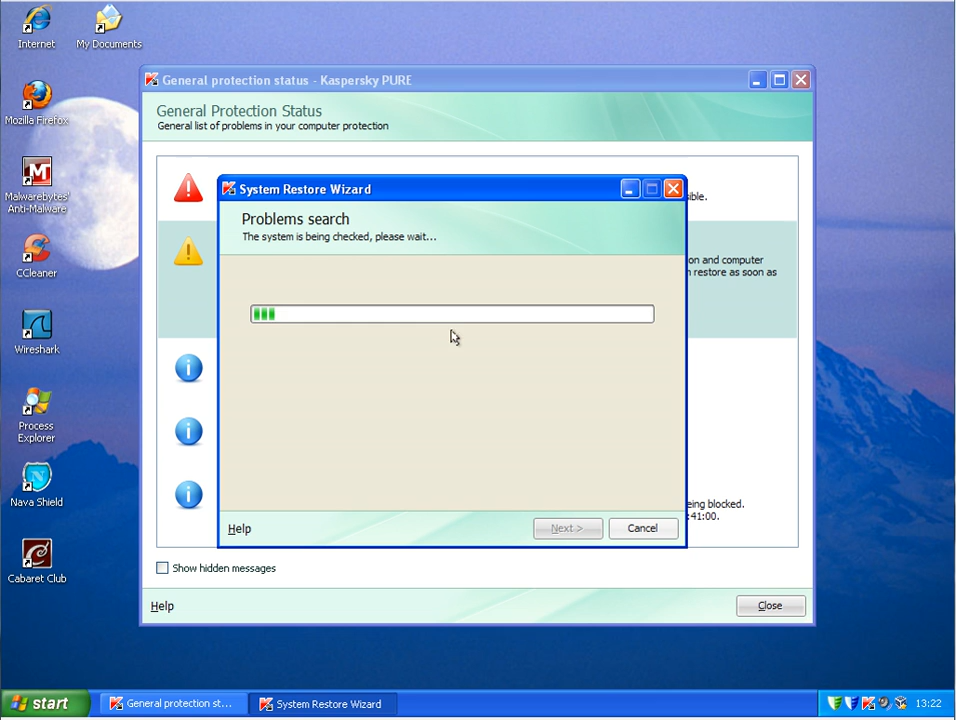 Internet
My Documents
Mozilla Firefox
Malwarebytes'
Anti-Malware
CCleaner
Wireshark
Process
Explorer
Nava Shield
Cabaret Club
General protection status - Kaspersky PURE
General Protection Status
General list of problems in your computer protection
ible.
on and computer
restore as soon as
eing blocked.
:41:00.
System Restore Wizard
Problems search
The system is being checked, please wait...
Help
Next >
Cancel
Show hidden messages
Help
Close
start
General protection st...
System Restore Wizard
13:22